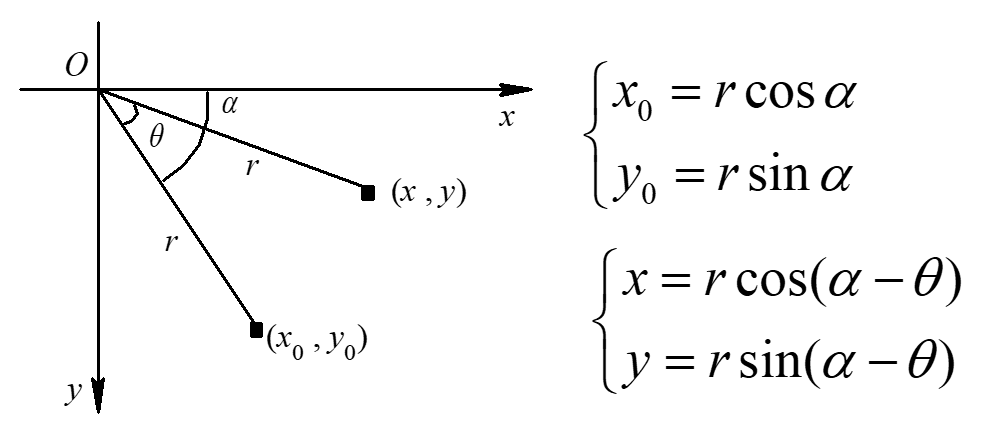 O
α
x
θ
r
(x , y)
r
(x₀ , y₀)
y
x₀ = r cos α
y₀ = r sin α
x = r cos(α − θ)
y = r sin(α − θ)